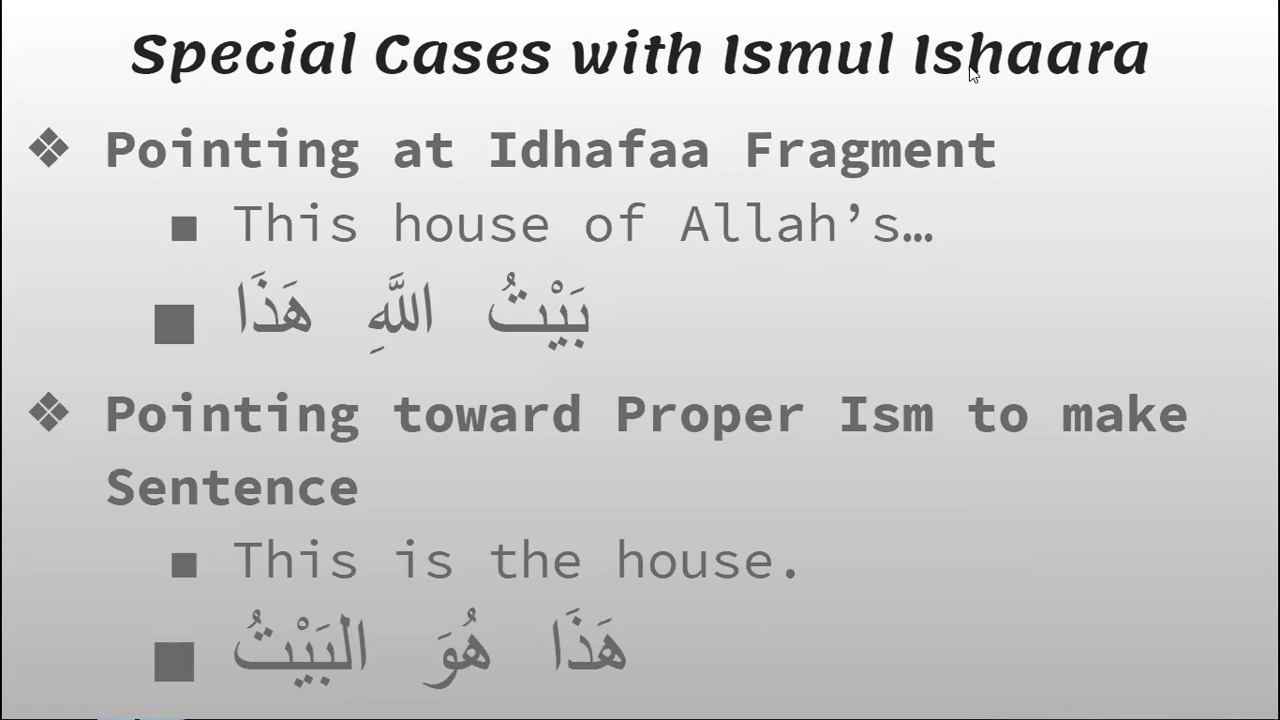 Special Cases with Ismul Ishaara
❖ Pointing at Idhafaa Fragment
■ This house of Allah’s…
■ بَيْتُ اللَّهِ هَذَا
❖ Pointing toward Proper Ism to make
Sentence
■ This is the house.
■ هَذَا هُوَ البَيْتُ